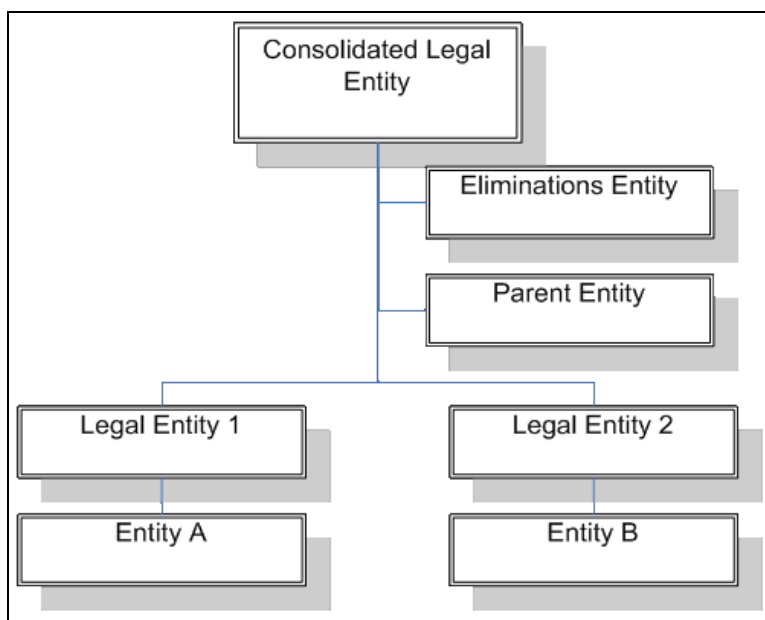 Consolidated Legal
Entity
Eliminations Entity
Parent Entity
Legal Entity 1
Legal Entity 2
Entity A
Entity B